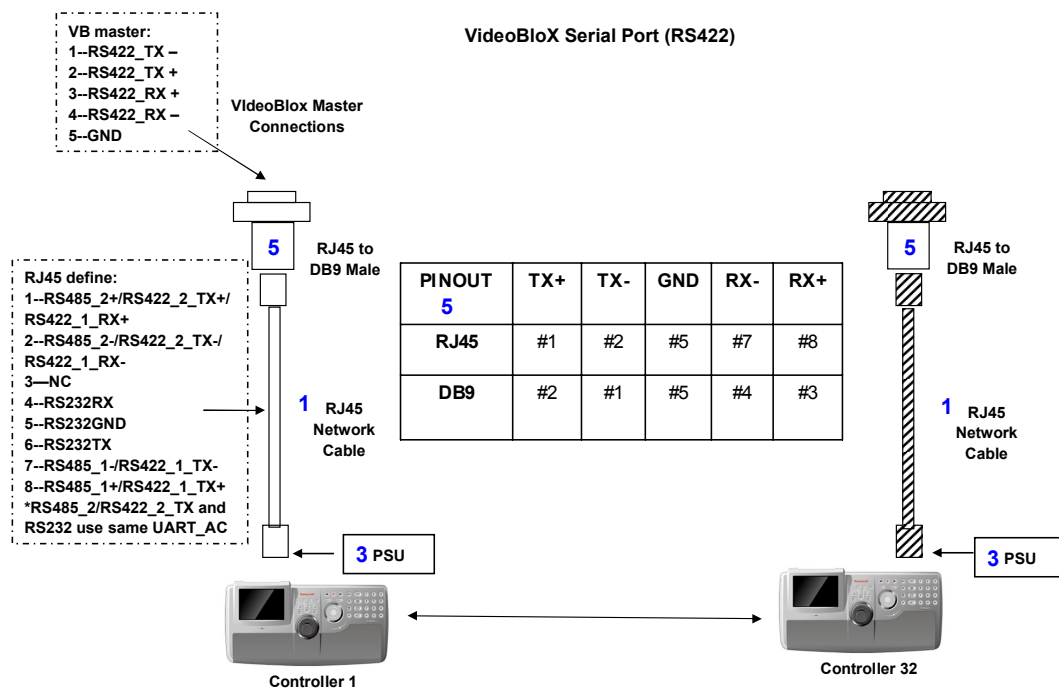 VideoBloX Serial Port (RS422)
VB master:
1--RS422_TX –
2--RS422_TX +
3--RS422_RX +
4--RS422_RX –
5--GND
VIdeoBlox Master
Connections
5
RJ45 to
DB9 Male
RJ45 define:
1--RS485_2+/RS422_2_TX+/
RS422_1_RX+
2--RS485_2-/RS422_2_TX-/
RS422_1_RX-
3—NC
4--RS232RX
5--RS232GND
6--RS232TX
7--RS485_1-/RS422_1_TX-
8--RS485_1+/RS422_1_TX+
*RS485_2/RS422_2_TX and
RS232 use same UART_AC
1 RJ45
Network
Cable
PINOUT 5 TX+ TX- GND RX- RX+
RJ45 #1 #2 #5 #7 #8
DB9 #2 #1 #5 #4 #3
5
RJ45 to
DB9 Male
1 RJ45
Network
Cable
3 PSU
3 PSU
Controller 1
Controller 32